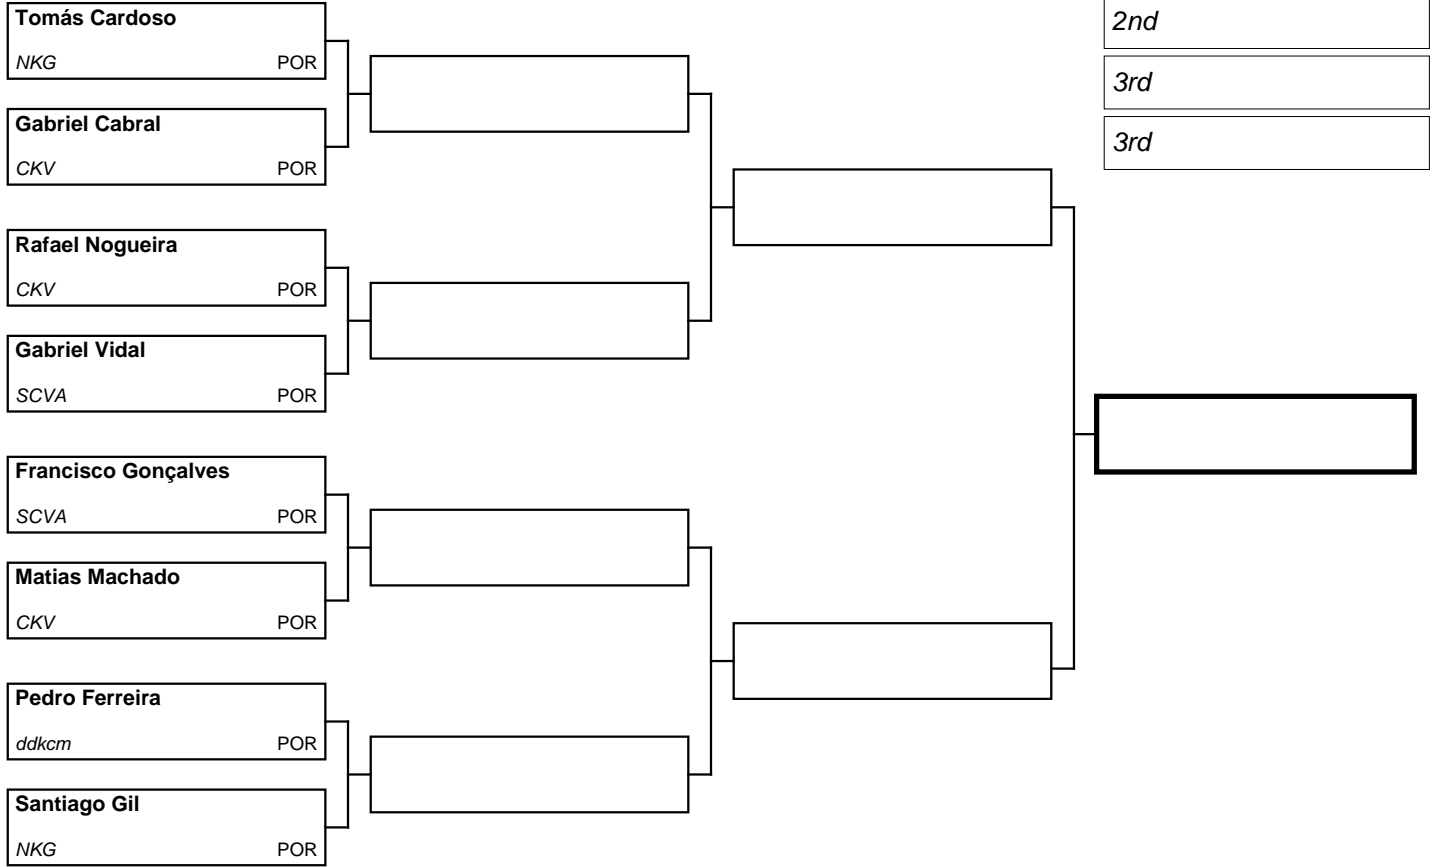 Tomás Cardoso
NKG POR
Gabriel Cabral
CKV POR
Rafael Nogueira
CKV POR
Gabriel Vidal
SCVA POR
Francisco Gonçalves
SCVA POR
Matias Machado
CKV POR
Pedro Ferreira
ddkcm POR
Santiago Gil
NKG POR
2nd
3rd
3rd